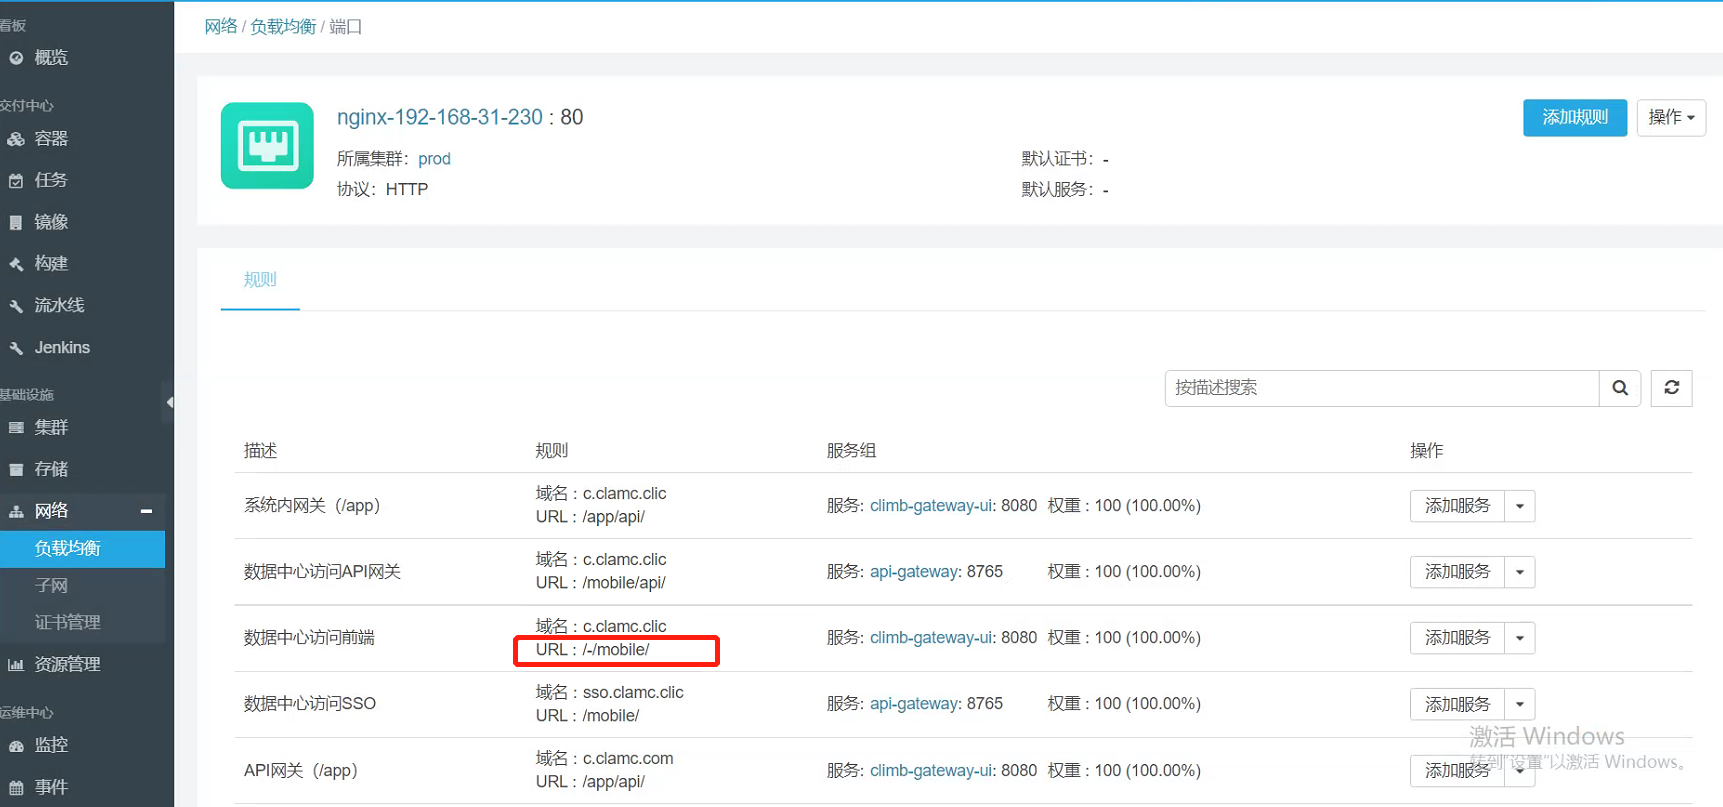 看板
概览
交付中心
容器
任务
镜像
构建
流水线
Jenkins
基础设施
集群
存储
网络
负载均衡
子网
证书管理
资源管理
运维中心
监控
事件
网络 / 负载均衡 / 端口
nginx-192-168-31-230 : 80
所属集群: prod
协议: HTTP
默认证书: -
默认服务: -
添加规则
操作
规则
按描述搜索
描述 规则 服务组 操作
系统内网关（/app） 域名 : c.clamc.clic 服务: climb-gateway-ui: 8080 权重 : 100 (100.00%) 添加服务
URL : /app/api/
数据中心访问API网关 域名 : c.clamc.clic 服务: api-gateway: 8765 权重 : 100 (100.00%) 添加服务
URL : /mobile/api/
数据中心访问前端 域名 : c.clamc.clic 服务: climb-gateway-ui: 8080 权重 : 100 (100.00%) 添加服务
URL : /-/mobile/
数据中心访问SSO 域名 : sso.clamc.clic 服务: api-gateway: 8765 权重 : 100 (100.00%) 添加服务
URL : /mobile/
API网关（/app） 域名 : c.clamc.com 服务: climb-gateway-ui: 8080 权重 : 100 (100.00%) 添加服务
URL : /app/api/
激活 Windows
转到"设置"以激活 Windows。